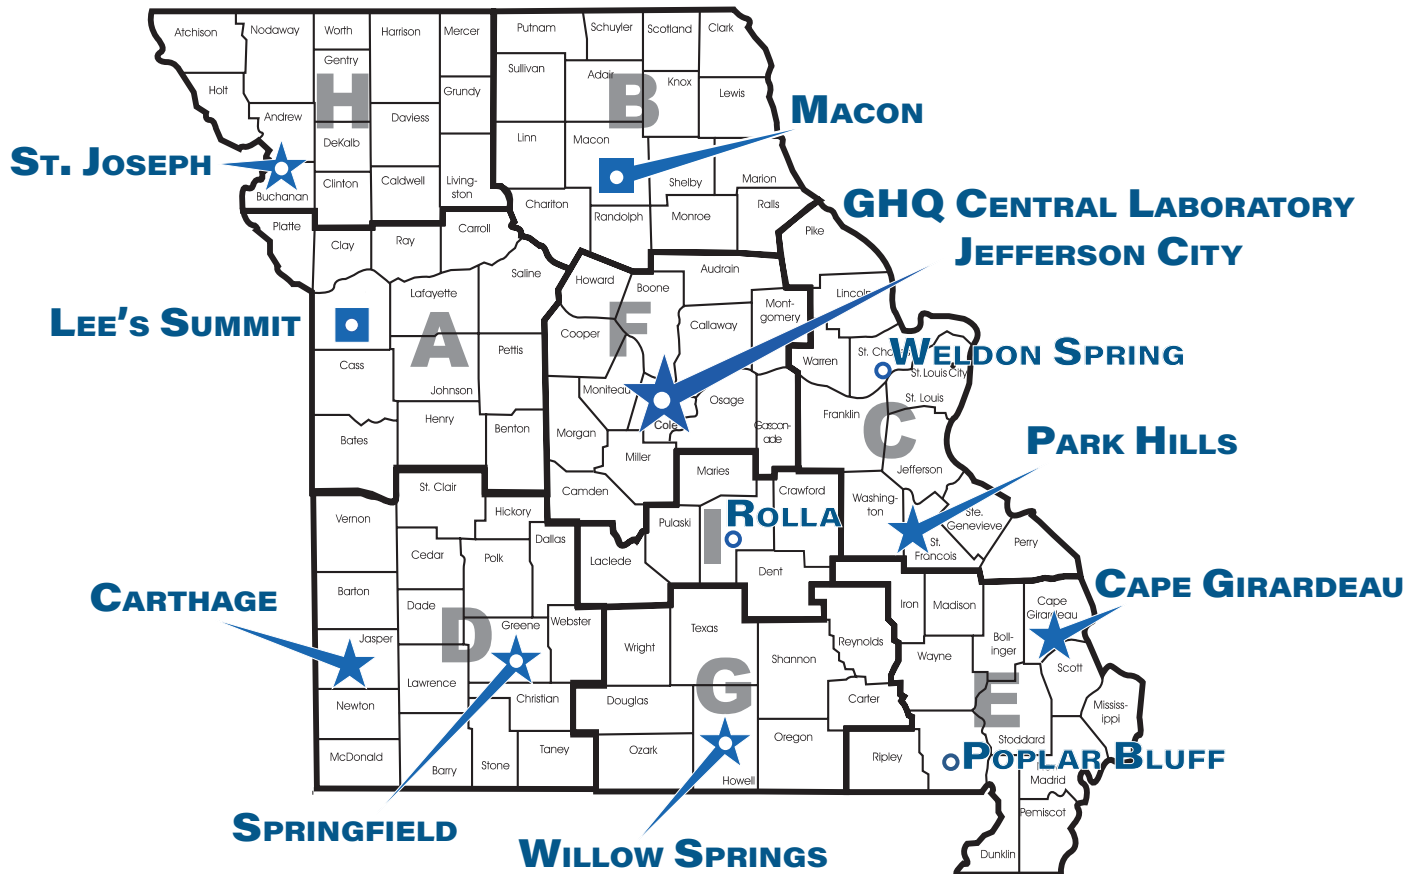 Atchison
Nodaway
Worth
Harrison
Mercer
Putnam
Schuyler
Scotland
Clark
Gentry
Sullivan
Adair
Knox
Holt
H
B
Grundy
Lewis
Andrew
Daviess
MACON
DeKalb
Linn
Macon
ST. JOSEPH
Clinton
Caldwell
Living-
ston
Shelby
Marion
Buchanan
Chariton
Randolph
Monroe
Ralls
GHQ CENTRAL LABORATORY
JEFFERSON CITY
Platte
Clay
Ray
Carroll
Pike
Saline
Howard
Boone
Audrain
Lafayette
Mont-
gomery
Lincoln
LEE'S SUMMIT
A
F
Cooper
Callaway
Pettis
Cass
Warren
St. Cha
WELDON SPRING
St. Louis City
Johnson
Moniteau
Osage
St. Louis
Henry
Benton
Morgan
Cole
Gascon-
ade
Franklin
C
Bates
Miller
Jefferson
PARK HILLS
St. Clair
Camden
Maries
Crawford
Washing-
ton
Vernon
Hickory
Pulaski
I
ROLLA
Ste.
Genevieve
Dallas
Cedar
Polk
Laclede
Dent
St.
Francois
Perry
Barton
Dade
CARTHAGE
CAPE GIRARDEAU
Jasper
D
Greene
Webster
Texas
Iron
Madison
Cape
Girardeau
Wright
Shannon
Reynolds
Boll-
inger
Wayne
Scott
Lawrence
G
E
Newton
Christian
Douglas
Carter
Mississ-
ippi
McDonald
Barry
Stone
Taney
Ozark
Howell
Oregon
Ripley
Stoddard
POPLAR BLUFF
Madrid
Pemiscot
SPRINGFIELD
WILLOW SPRINGS
Dunklin